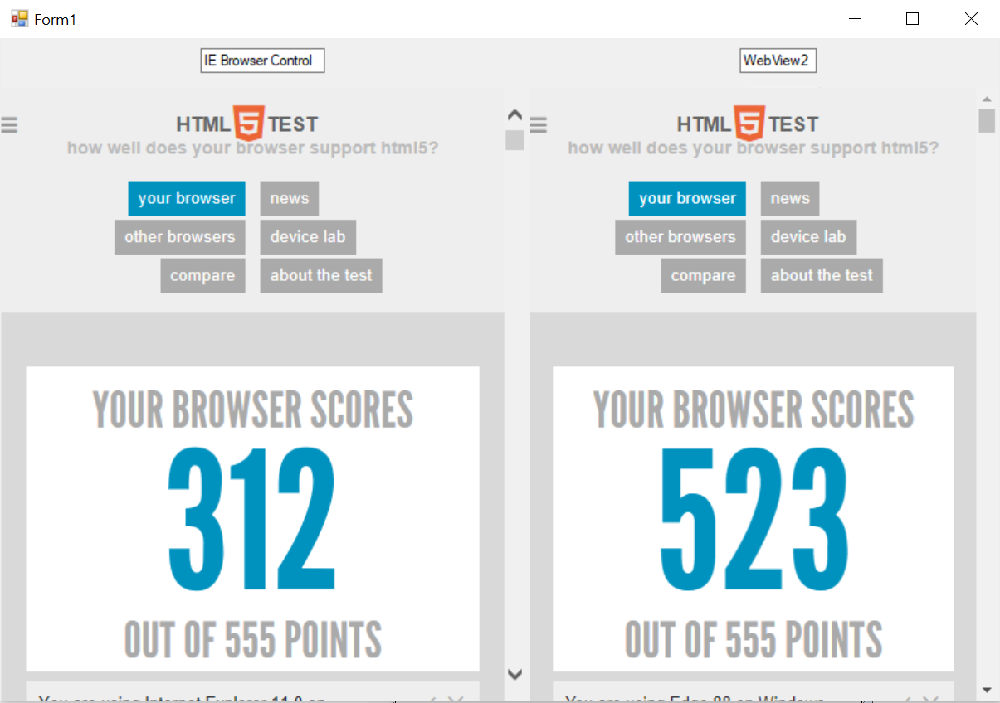 Form1
IE Browser Control
HTML 5 TEST
how well does your browser support html5?
your browser
news
other browsers
device lab
compare
about the test
YOUR BROWSER SCORES
312
OUT OF 555 POINTS
You are using Internet Explorer 11.0 on
WebView2
HTML 5 TEST
how well does your browser support html5?
your browser
news
other browsers
device lab
compare
about the test
YOUR BROWSER SCORES
523
OUT OF 555 POINTS
You are using Edge 88 on Windows